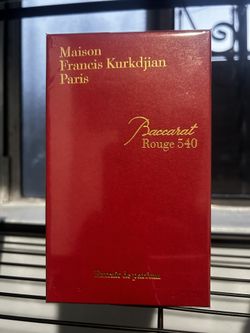 Maison
Francis Kurkdjian
Paris
Baccarat
Rouge 540
Extrait de parfum